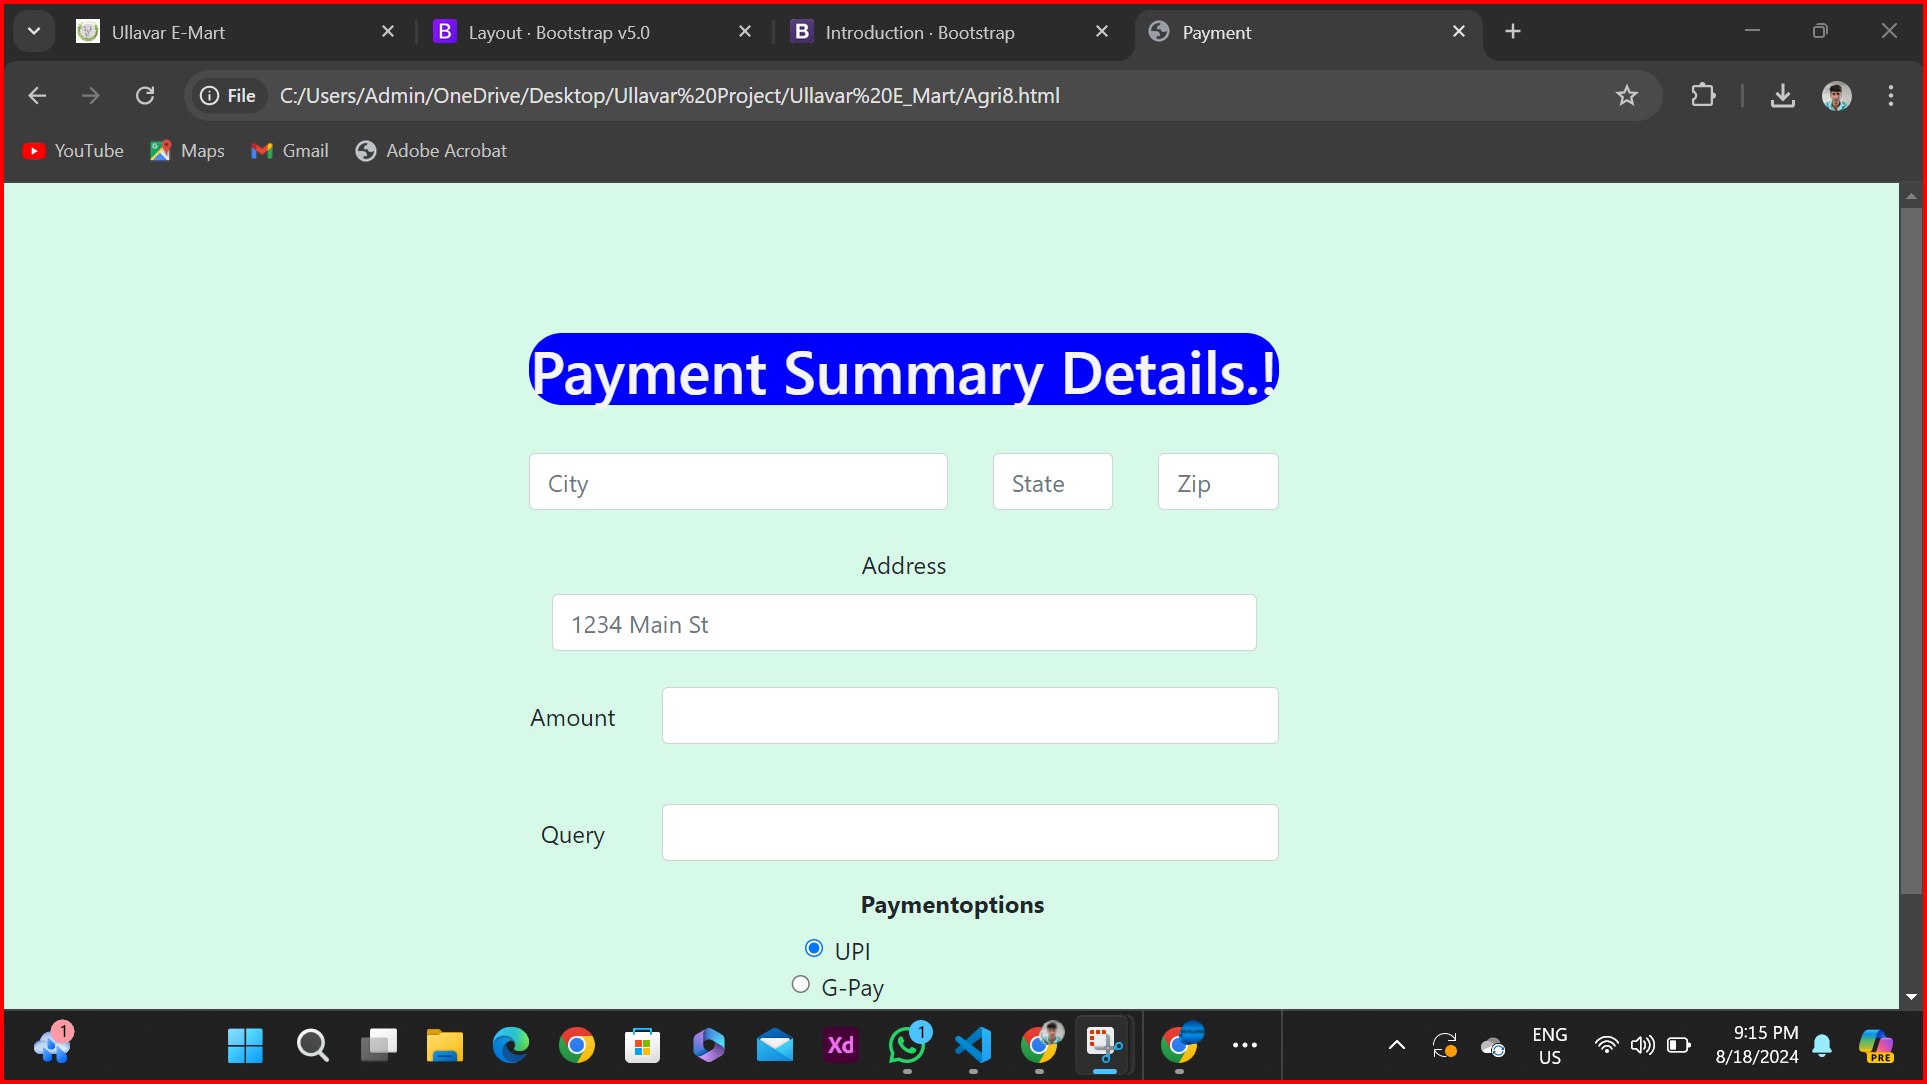 Ullavar E-Mart
Layout · Bootstrap v5.0
Introduction · Bootstrap
Payment
File
C:/Users/Admin/OneDrive/Desktop/Ullavar%20Project/Ullavar%20E_Mart/Agri8.html
YouTube
Maps
Gmail
Adobe Acrobat
Payment Summary Details.!
City
State
Zip
Address
1234 Main St
Amount
Query
Paymentoptions
UPI
G-Pay
1
Xd
1
ENG
US
9:15 PM
8/18/2024
PRE